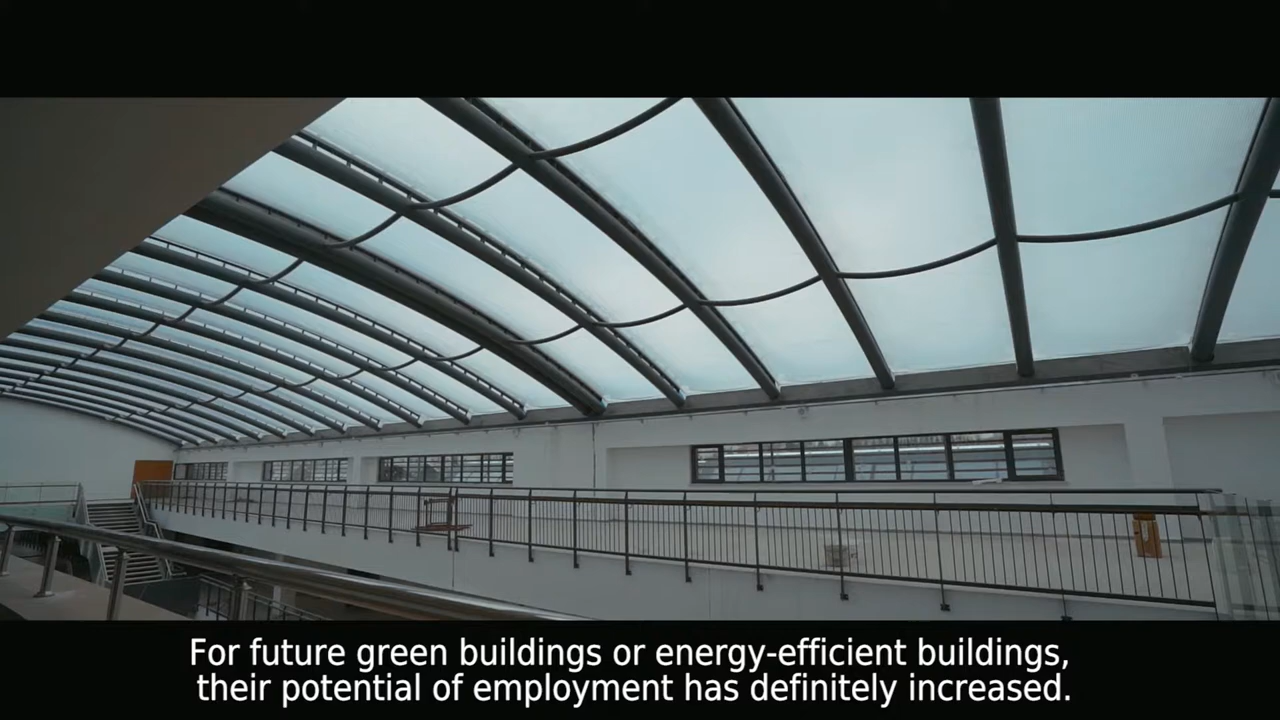 For future green buildings or energy-efficient buildings,
their potential of employment has definitely increased.